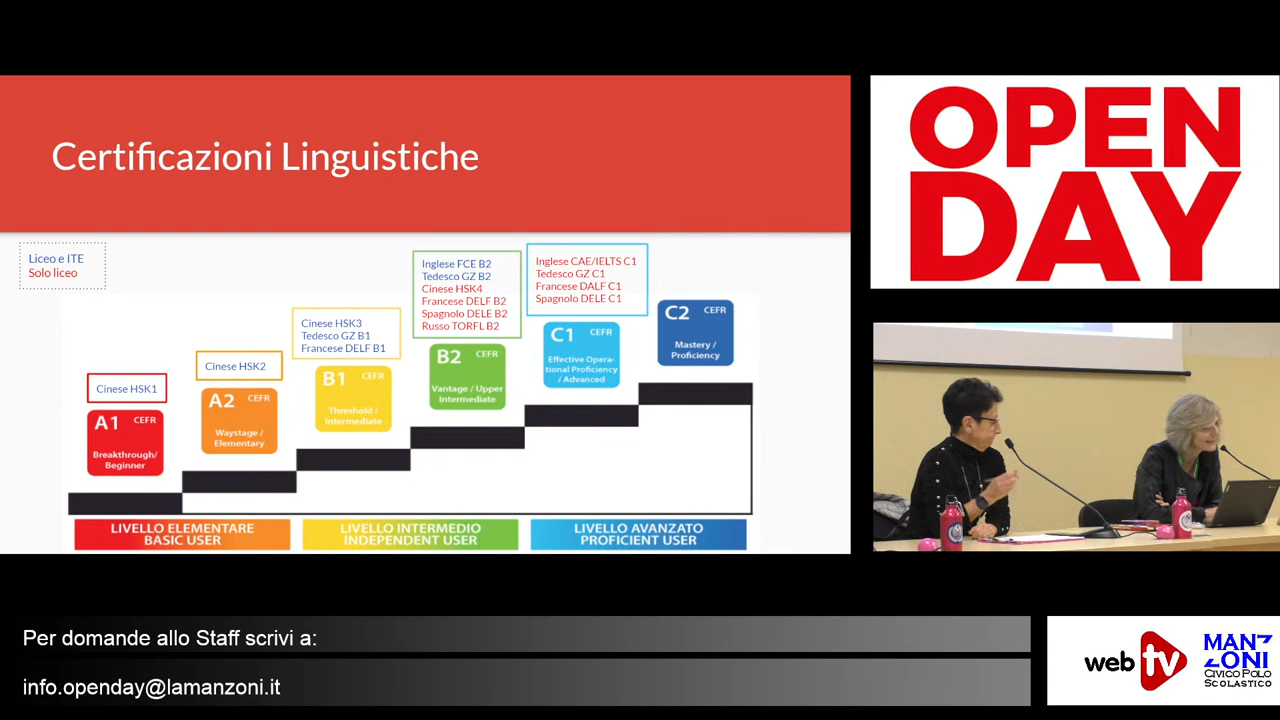 Certificazioni Linguistiche
Liceo e ITE
Solo liceo
Cinese HSK1
A1 CEFR
Breakthrough/
Beginner
Cinese HSK2
A2 CEFR
Waystage /
Elementary
Cinese HSK3
Tedesco GZ B1
Francese DELF B1
B1 CEFR
Threshold /
Intermediate
Inglese FCE B2
Tedesco GZ B2
Cinese HSK4
Francese DELF B2
Spagnolo DELE B2
Russo TORFL B2
B2 CEFR
Vantage / Upper
Intermediate
Inglese CAE/IELTS C1
Tedesco GZ C1
Francese DALF C1
Spagnolo DELE C1
C1 CEFR
Effective Opera-
tional Proficiency
/ Advanced
C2 CEFR
Mastery /
Proficiency
LIVELLO ELEMENTARE
BASIC USER
LIVELLO INTERMEDIO
INDEPENDENT USER
LIVELLO AVANZATO
PROFICIENT USER
OPEN
DAY
Per domande allo Staff scrivi a:
info.openday@lamanzoni.it
web tv
MANZ
ZONI
CIVICO POLO
SCOLASTICO